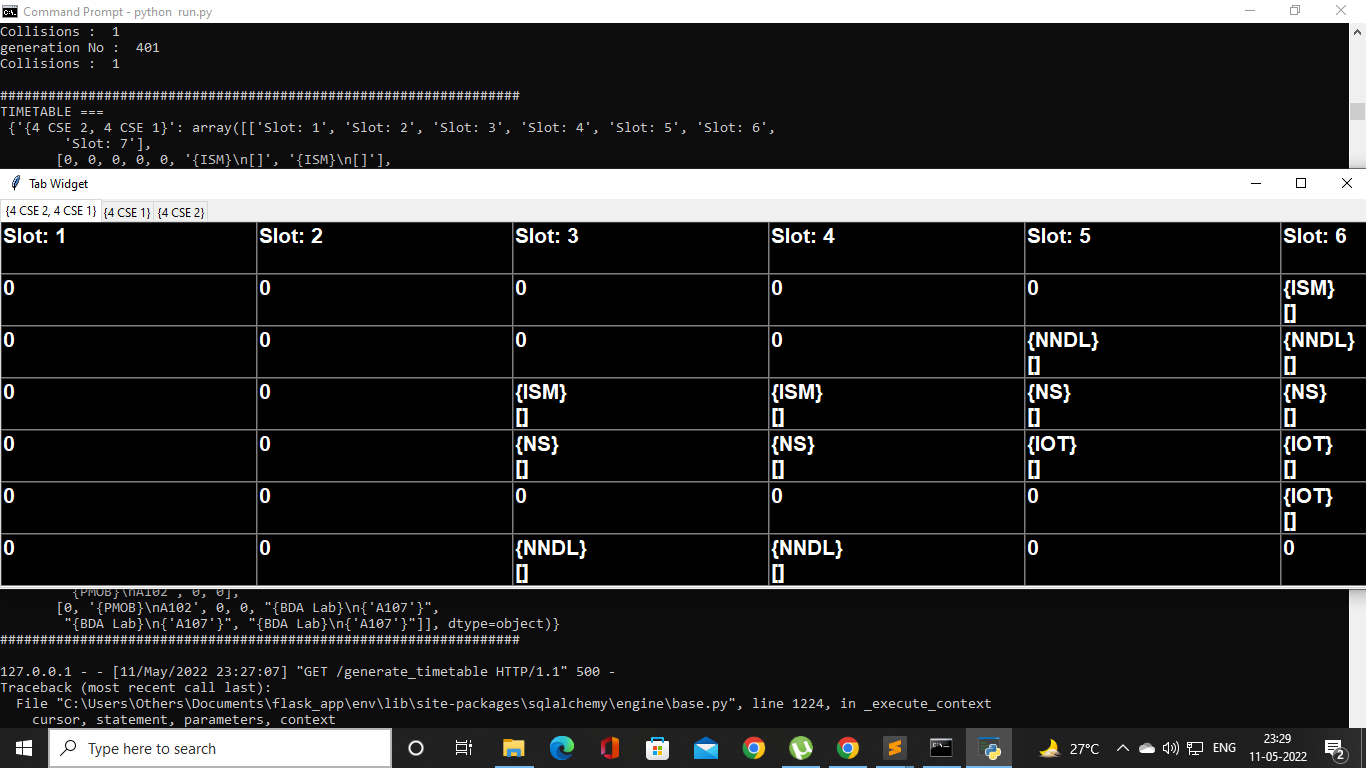 Command Prompt - python run.py
Collisions : 1
generation No : 401
Collisions : 1
#################################################################
TIMETABLE ===
{'{4 CSE 2, 4 CSE 1}': array([['Slot: 1', 'Slot: 2', 'Slot: 3', 'Slot: 4', 'Slot: 5', 'Slot: 6',
'Slot: 7'],
[0, 0, 0, 0, 0, '{ISM}\n[]', '{ISM}\n[]'],
Tab Widget
{4 CSE 2, 4 CSE 1} {4 CSE 1} {4 CSE 2}
Slot: 1 Slot: 2 Slot: 3 Slot: 4 Slot: 5 Slot: 6
0 0 0 0 0 {ISM}
[]
0 0 0 0 {NNDL} {NNDL}
[] []
0 0 {ISM} {ISM} {NS} {NS}
[] [] [] []
0 0 {NS} {NS} {IOT} {IOT}
[] [] [] []
0 0 0 0 0 {IOT}
[]
0 0 {NNDL} {NNDL} 0 0
[] []
{PMOB}\nA102', 0, 0],
[0, '{PMOB}\nA102', 0, 0, "{BDA Lab}\n{'A107'}",
"{BDA Lab}\n{'A107'}", "{BDA Lab}\n{'A107'}"]], dtype=object)}
#################################################################
127.0.0.1 - - [11/May/2022 23:27:07] "GET /generate_timetable HTTP/1.1" 500 -
Traceback (most recent call last):
File "C:\Users\Others\Documents\flask_app\env\lib\site-packages\sqlalchemy\engine\base.py", line 1224, in _execute_context
cursor, statement, parameters, context
Type here to search
27°C
ENG
23:29
11-05-2022
2